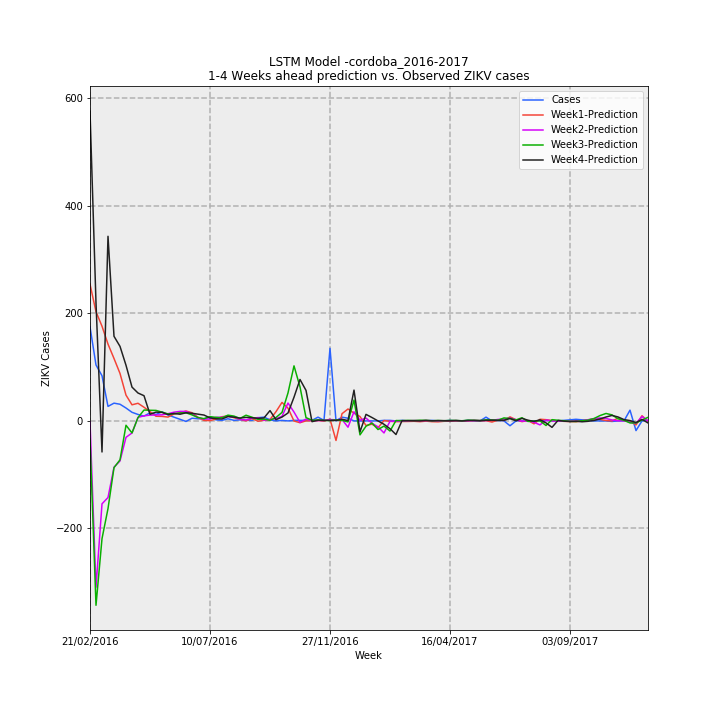 LSTM Model -cordoba_2016-2017
1-4 Weeks ahead prediction vs. Observed ZIKV cases
Cases
Week1-Prediction
Week2-Prediction
Week3-Prediction
Week4-Prediction
600
400
200
0
−200
ZIKV Cases
21/02/2016 10/07/2016 27/11/2016 16/04/2017 03/09/2017
Week